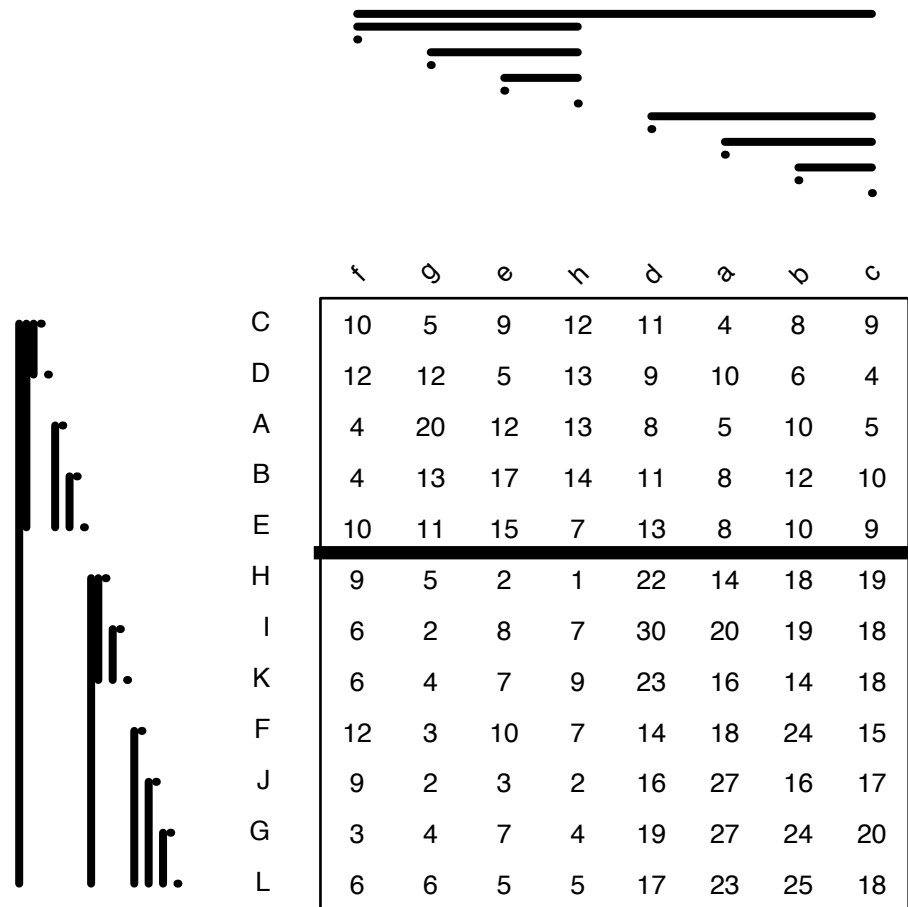 f g e h d a b c
C 10 5 9 12 11 4 8 9
D 12 12 5 13 9 10 6 4
A 4 20 12 13 8 5 10 5
B 4 13 17 14 11 8 12 10
E 10 11 15 7 13 8 10 9
H 9 5 2 1 22 14 18 19
I 6 2 8 7 30 20 19 18
K 6 4 7 9 23 16 14 18
F 12 3 10 7 14 18 24 15
J 9 2 3 2 16 27 16 17
G 3 4 7 4 19 27 24 20
L 6 6 5 5 17 23 25 18